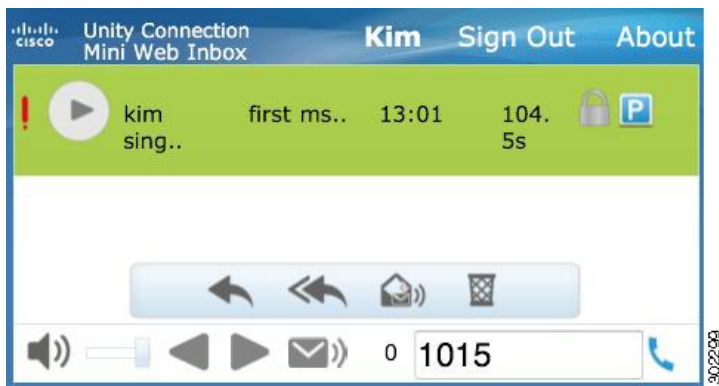 cisco
Unity Connection
Mini Web Inbox
Kim Sign Out About
! kim sing.. first ms.. 13:01 104.5s P
0 1015
302299